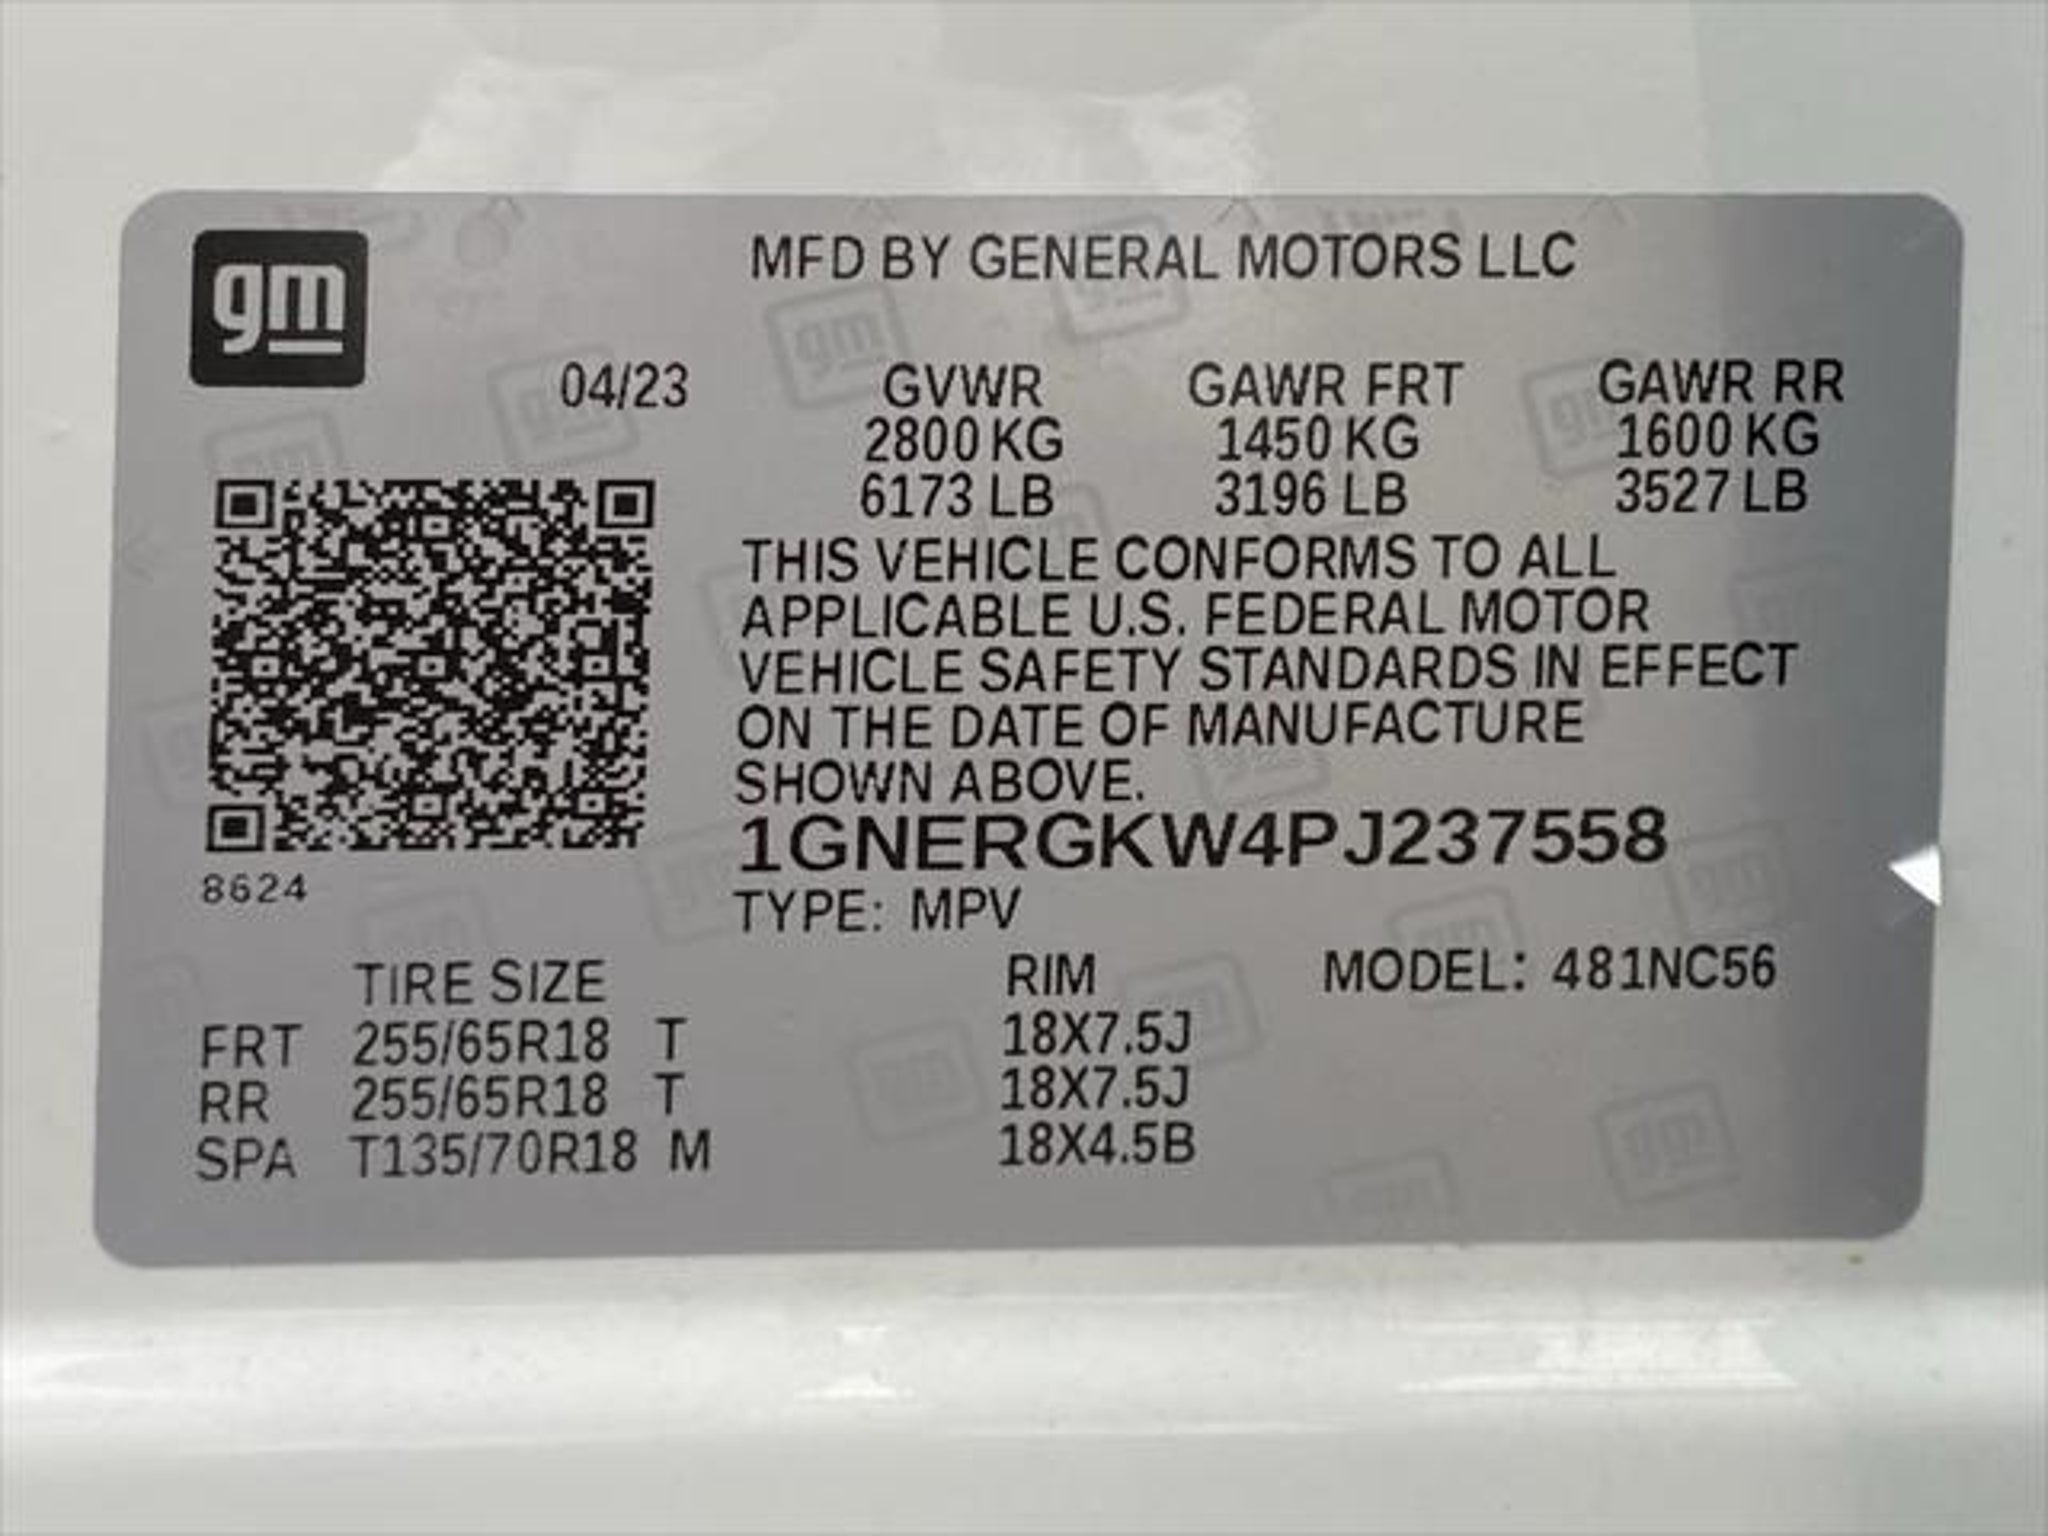 gm
MFD BY GENERAL MOTORS LLC
04/23 GVWR GAWR FRT GAWR RR
2800 KG 1450 KG 1600 KG
6173 LB 3196 LB 3527 LB
THIS VEHICLE CONFORMS TO ALL
APPLICABLE U.S. FEDERAL MOTOR
VEHICLE SAFETY STANDARDS IN EFFECT
ON THE DATE OF MANUFACTURE
SHOWN ABOVE.
1GNERGKW4PJ237558
8624
TYPE: MPV
TIRE SIZE RIM MODEL: 481NC56
FRT 255/65R18 T 18X7.5J
RR 255/65R18 T 18X7.5J
SPA T135/70R18 M 18X4.5B